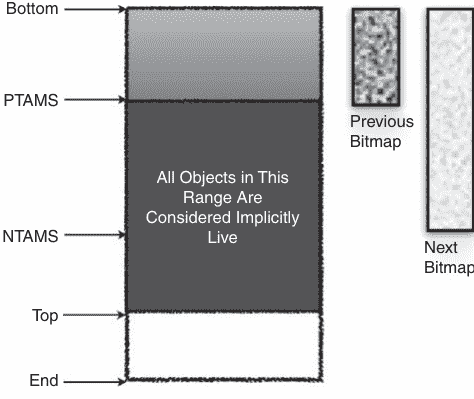 Bottom
PTAMS
Previous
Bitmap
All Objects in This
Range Are
Considered Implicitly
Live
NTAMS
Next
Bitmap
Top
End